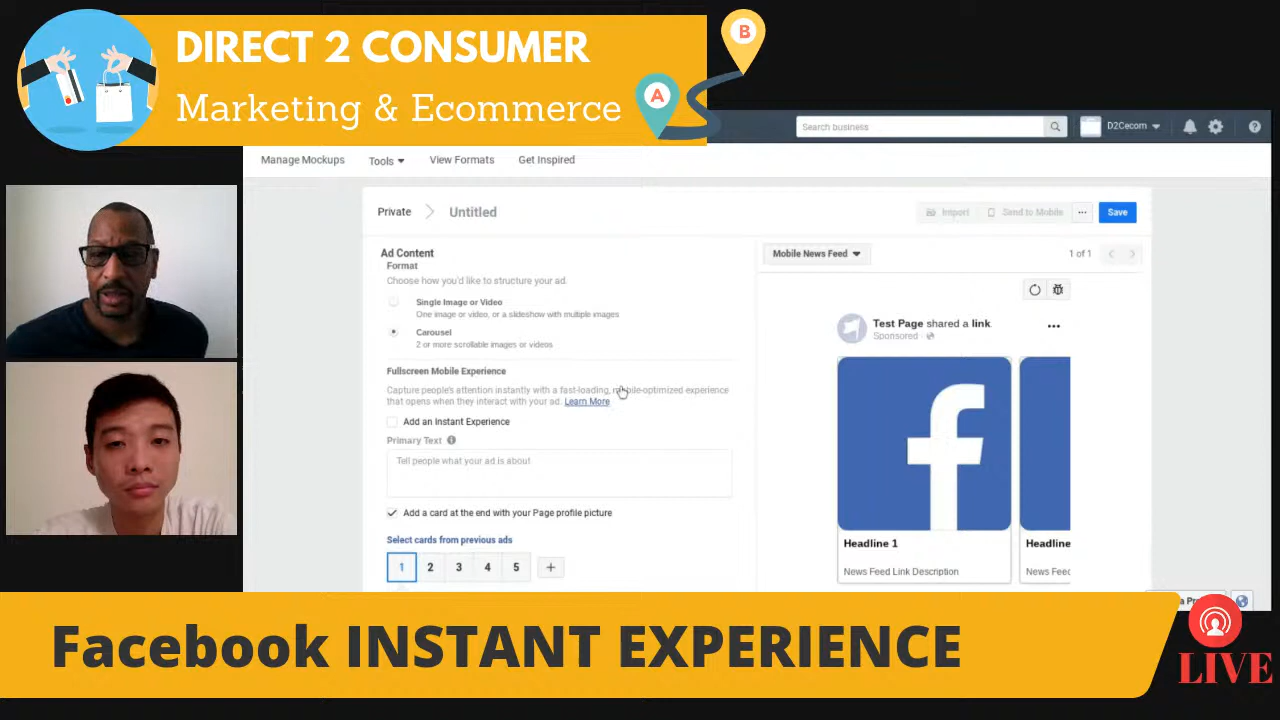 DIRECT 2 CONSUMER
Marketing & Ecommerce
A
B
Search business
D2Cecom
Manage Mockups
Tools
View Formats
Get Inspired
Private
Untitled
Import
Send to Mobile
Save
Ad Content
Format
Choose how you'd like to structure your ad.
Single Image or Video
One image or video, or a slideshow with multiple images
Carousel
2 or more scrollable images or videos
Fullscreen Mobile Experience
Capture people's attention instantly with a fast-loading, mobile-optimized experience
that opens when they interact with your ad. Learn More
Add an Instant Experience
Primary Text
Tell people what your ad is about
Add a card at the end with your Page profile picture
Select cards from previous ads
1 2 3 4 5 +
Mobile News Feed
1 of 1
Test Page shared a link
Sponsored
f
Headline 1
News Feed Link Description
Headline
News Feed
Facebook INSTANT EXPERIENCE
LIVE